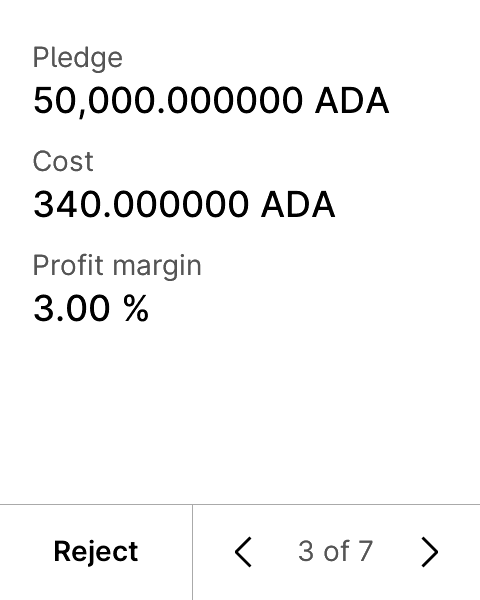 Pledge
50,000.000000 ADA
Cost
340.000000 ADA
Profit margin
3.00 %
Reject
3 of 7